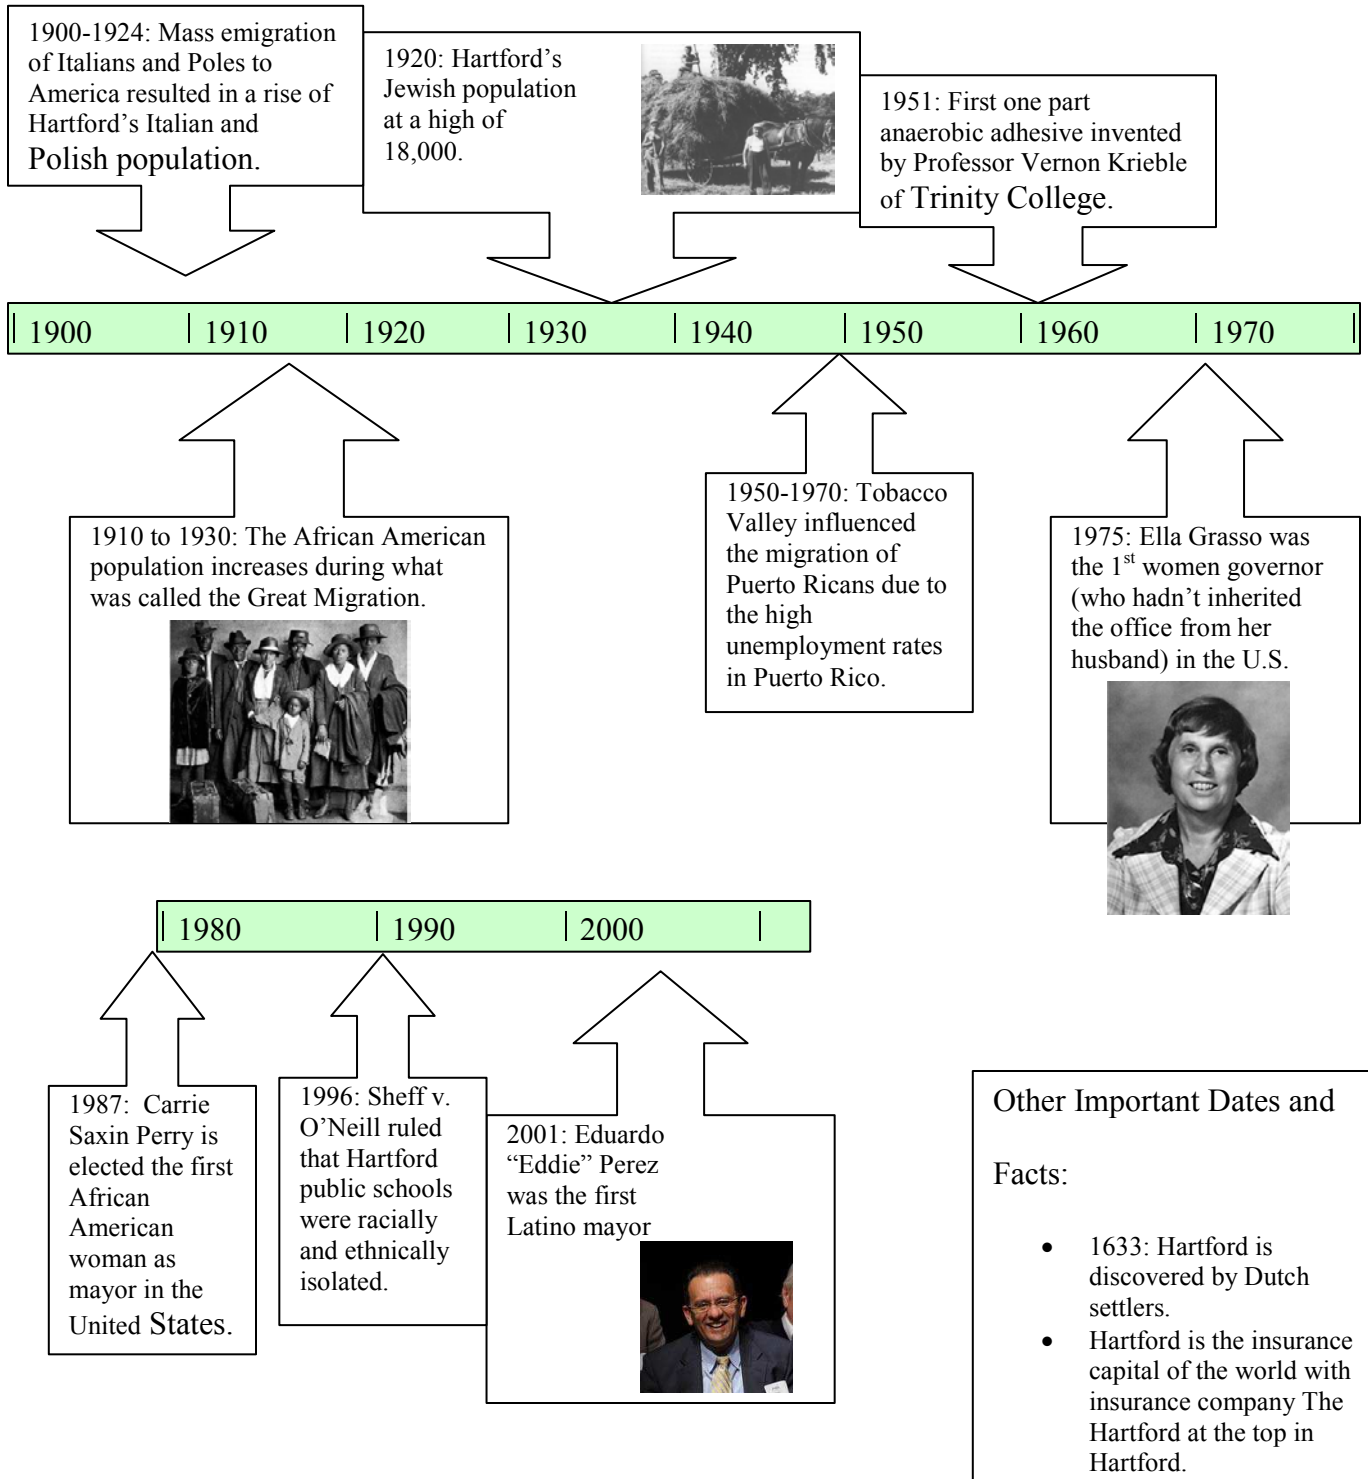 1900-1924: Mass emigration
of Italians and Poles to
America resulted in a rise of
Hartford’s Italian and
Polish population.
1920: Hartford’s
Jewish population
at a high of
18,000.
1951: First one part
anaerobic adhesive invented
by Professor Vernon Krieble
of Trinity College.
1900 1910 1920 1930 1940 1950 1960 1970
1910 to 1930: The African American
population increases during what
was called the Great Migration.
1950-1970: Tobacco
Valley influenced
the migration of
Puerto Ricans due to
the high
unemployment rates
in Puerto Rico.
1975: Ella Grasso was
the 1st women governor
(who hadn’t inherited
the office from her
husband) in the U.S.
1980 1990 2000
1987: Carrie
Saxin Perry is
elected the first
African
American
woman as
mayor in the
United States.
1996: Sheff v.
O’Neill ruled
that Hartford
public schools
were racially
and ethnically
isolated.
2001: Eduardo
“Eddie” Perez
was the first
Latino mayor
Other Important Dates and
Facts:
• 1633: Hartford is
discovered by Dutch
settlers.
• Hartford is the insurance
capital of the world with
insurance company The
Hartford at the top in
Hartford.